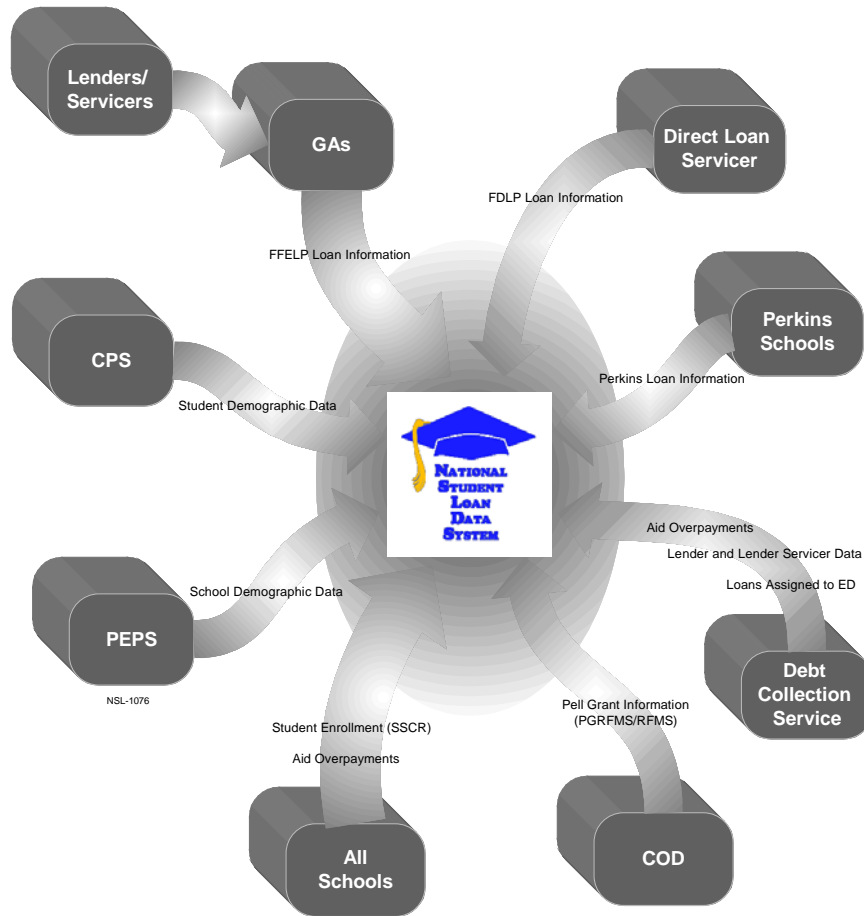 Lenders/
Servicers
GAs
Direct Loan
Servicer
FDLP Loan Information
FFELP Loan Information
CPS
Perkins
Schools
Student Demographic Data
Perkins Loan Information
NATIONAL
STUDENT
LOAN
DATA
SYSTEM
Aid Overpayments
Lender and Lender Servicer Data
Loans Assigned to ED
School Demographic Data
PEPS
NSL-1076
Debt
Collection
Service
Pell Grant Information
(PGRFMS/RFMS)
Student Enrollment (SSCR)
Aid Overpayments
All
Schools
COD